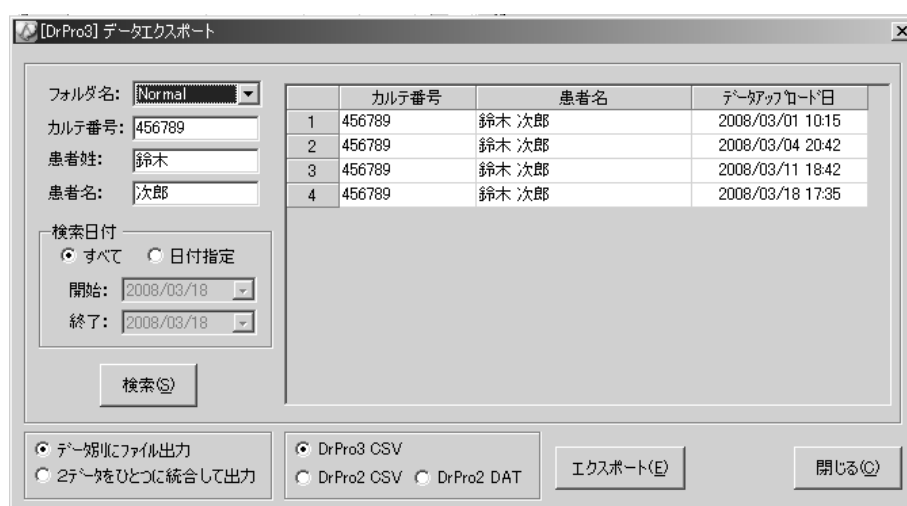 [DrPro3] データエクスポート
フォルダ名: Normal
カルテ番号: 456789
患者姓: 鈴木
患者名: 次郎
検索日付
すべて 日付指定
開始: 2008/03/18
終了: 2008/03/18
検索(S)
カルテ番号 患者名 データアップロード日
1 456789 鈴木 次郎 2008/03/01 10:15
2 456789 鈴木 次郎 2008/03/04 20:42
3 456789 鈴木 次郎 2008/03/11 18:42
4 456789 鈴木 次郎 2008/03/18 17:35
データ別にファイル出力
2データをひとつに統合して出力
DrPro3 CSV
DrPro2 CSV DrPro2 DAT
エクスポート(E)
閉じる(C)